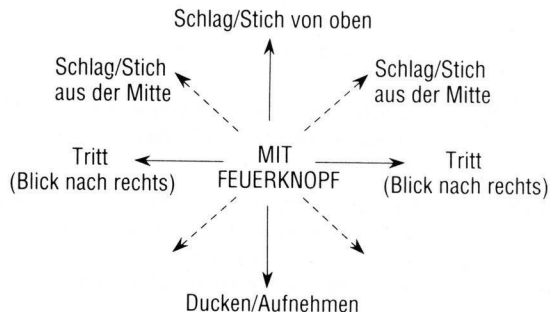 Schlag/Stich von oben
Schlag/Stich
aus der Mitte
Schlag/Stich
aus der Mitte
Tritt
(Blick nach rechts)
MIT
FEUERKNOPF
Tritt
(Blick nach rechts)
Ducken/Aufnehmen